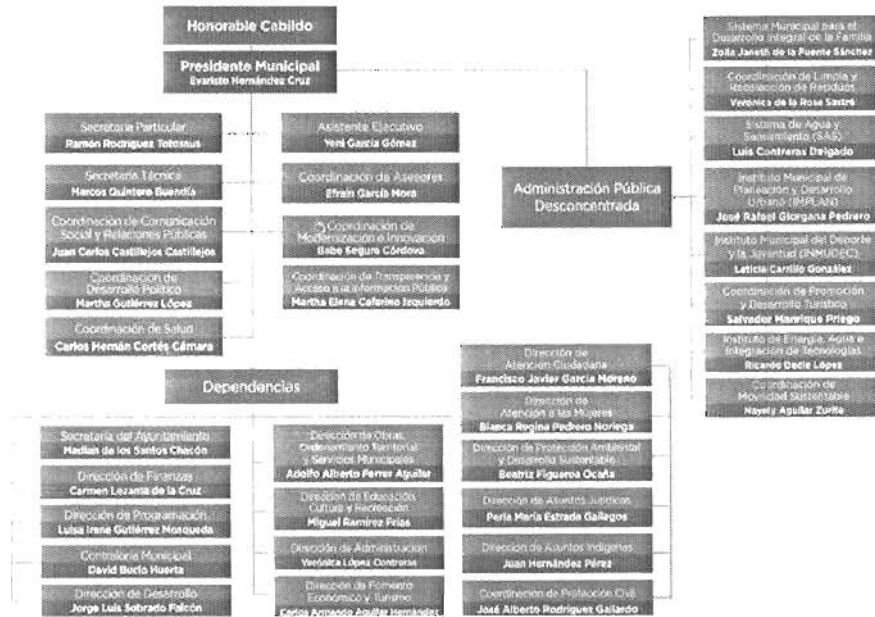 Honorable Cabildo
Presidente Municipal
Evaristo Hernández Cruz
Secretaría Particular
Ramón Rodríguez Totosaus
Asistente Ejecutivo
Yeni García Gómez
Secretaría Técnica
Marcos Quintero Buendía
Coordinación de Asesores
Efraín García Mora
Coordinación de Comunicación
Social y Relaciones Públicas
Juan Carlos Castillejos Castillejos
Coordinación de
Modernización e Innovación
Babe Segura Córdova
Coordinación de
Desarrollo Político
Martha Gutiérrez López
Coordinación de Transparencia y
Acceso a la Información Pública
Martha Elena Ceferino Izquierdo
Coordinación de Salud
Carlos Hernán Cortés Cámara
Administración Pública
Desconcentrada
Sistema Municipal para el
Desarrollo Integral de la Familia
Zoila Janeth de la Fuente Sánchez
Coordinación de Limpia y
Recolección de Residuos
Verónica de la Rosa Sastré
Sistema de Agua y
Saneamiento (SAS)
Luis Contreras Delgado
Instituto Municipal de
Planeación y Desarrollo
Urbano (IMPLAN)
José Rafael Giorgana Pedrero
Instituto Municipal del Deporte
y la Juventud (INMUDEC)
Leticia Carrillo González
Coordinación de Promoción
y Desarrollo Turístico
Salvador Manrique Priego
Instituto de Energía, Agua e
Integración de Tecnologías
Ricardo Decle López
Coordinación de
Movilidad Sustentable
Nayely Aguilar Zurita
Dependencias
Secretaría del Ayuntamiento
Madian de los Santos Chacón
Dirección de Finanzas
Carmen Lezama de la Cruz
Dirección de Programación
Luisa Irene Gutiérrez Mosqueda
Contraloría Municipal
David Bucio Huerta
Dirección de Desarrollo
Jorge Luis Sobrado Falcón
Dirección de Obras,
Ordenamiento Territorial
y Servicios Municipales
Adolfo Alberto Ferrer Aguilar
Dirección de Educación,
Cultura y Recreación
Miguel Ramírez Frías
Dirección de Administración
Verónica López Contreras
Dirección de Fomento
Económico y Turismo
Carlos Armando Aguilar Hernández
Dirección de
Atención Ciudadana
Francisco Javier García Moreno
Dirección de
Atención a las Mujeres
Blanca Regina Pedrero Noriega
Dirección de Protección Ambiental
y Desarrollo Sustentable
Beatriz Figueroa Ocaña
Dirección de Asuntos Jurídicos
Perla María Estrada Gallegos
Dirección de Asuntos Indígenas
Juan Hernández Pérez
Coordinación de Protección Civil
José Alberto Rodríguez Gallardo